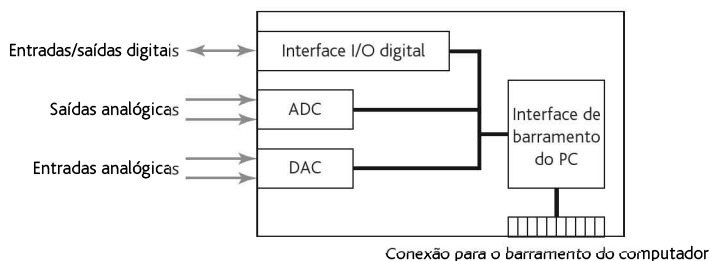 Entradas/saídas digitais
Interface I/O digital
Saídas analógicas
ADC
Entradas analógicas
DAC
Interface de
barramento
do PC
Conexão para o barramento do computador